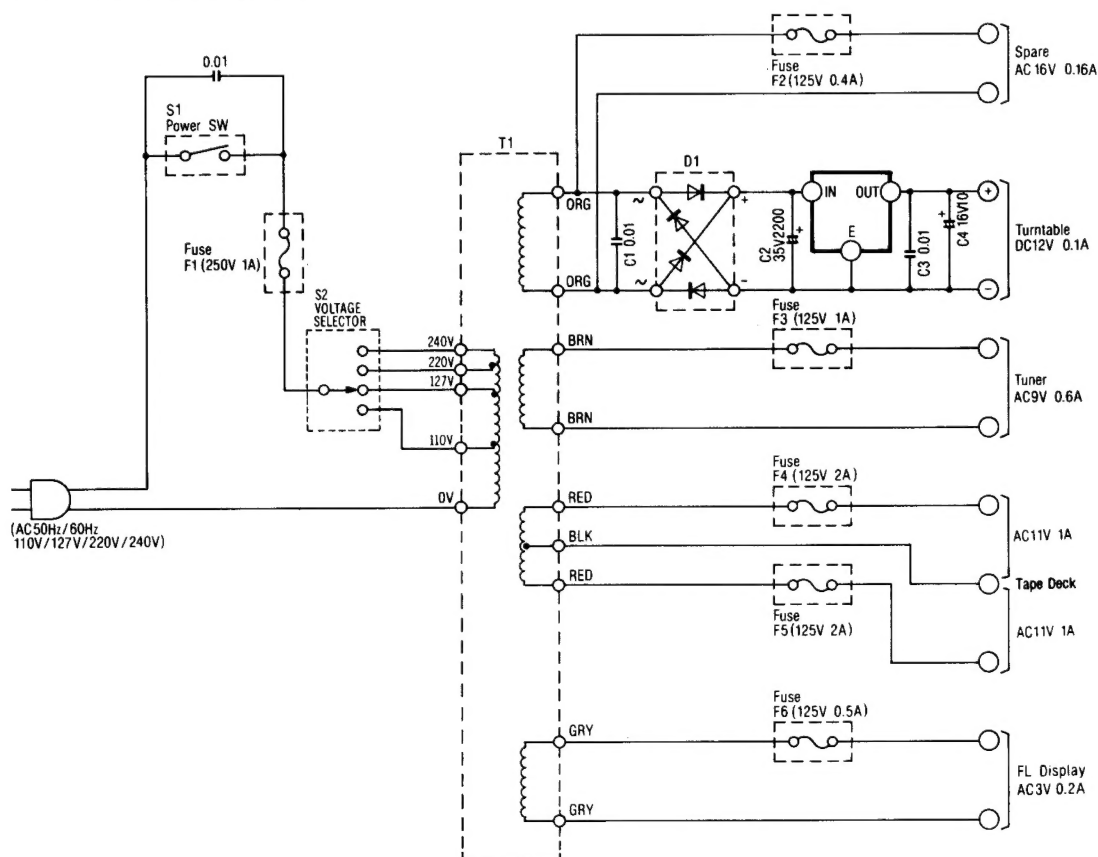 0.01
S1
Power SW
Fuse
F1 (250V 1A)
S2
VOLTAGE
SELECTOR
240V
220V
127V
110V
0V
(AC50Hz/60Hz
110V/127V/220V/240V)
T1
ORG
ORG
BRN
BRN
RED
BLK
RED
GRY
GRY
C1 0.01
D1
~
~
+
-
C2
35V2200
+
IN
OUT
E
C3 0.01
+
C4 16V10
Fuse
F2 (125V 0.4A)
Spare
AC 16V 0.16A
+
-
Turntable
DC12V 0.1A
Fuse
F3 (125V 1A)
Tuner
AC9V 0.6A
Fuse
F4 (125V 2A)
AC11V 1A
Tape Deck
Fuse
F5 (125V 2A)
AC11V 1A
Fuse
F6 (125V 0.5A)
FL Display
AC3V 0.2A